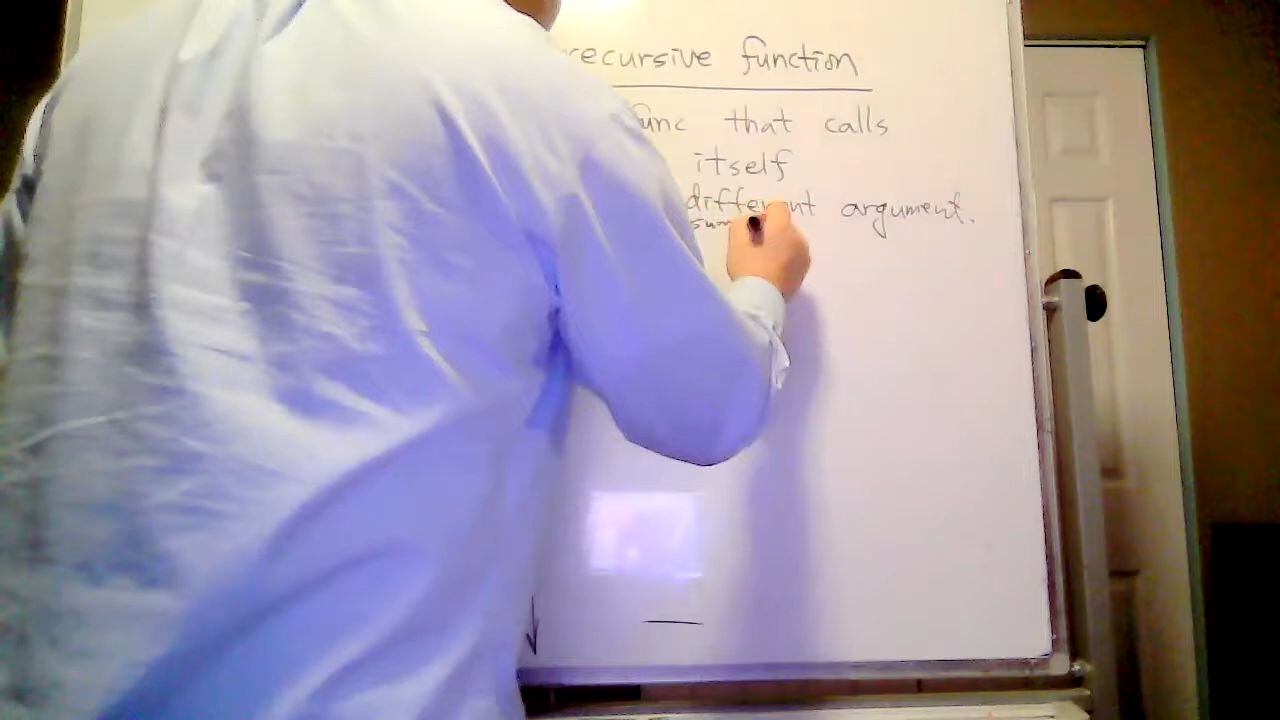 recursive function
func that calls
itself
different argument.